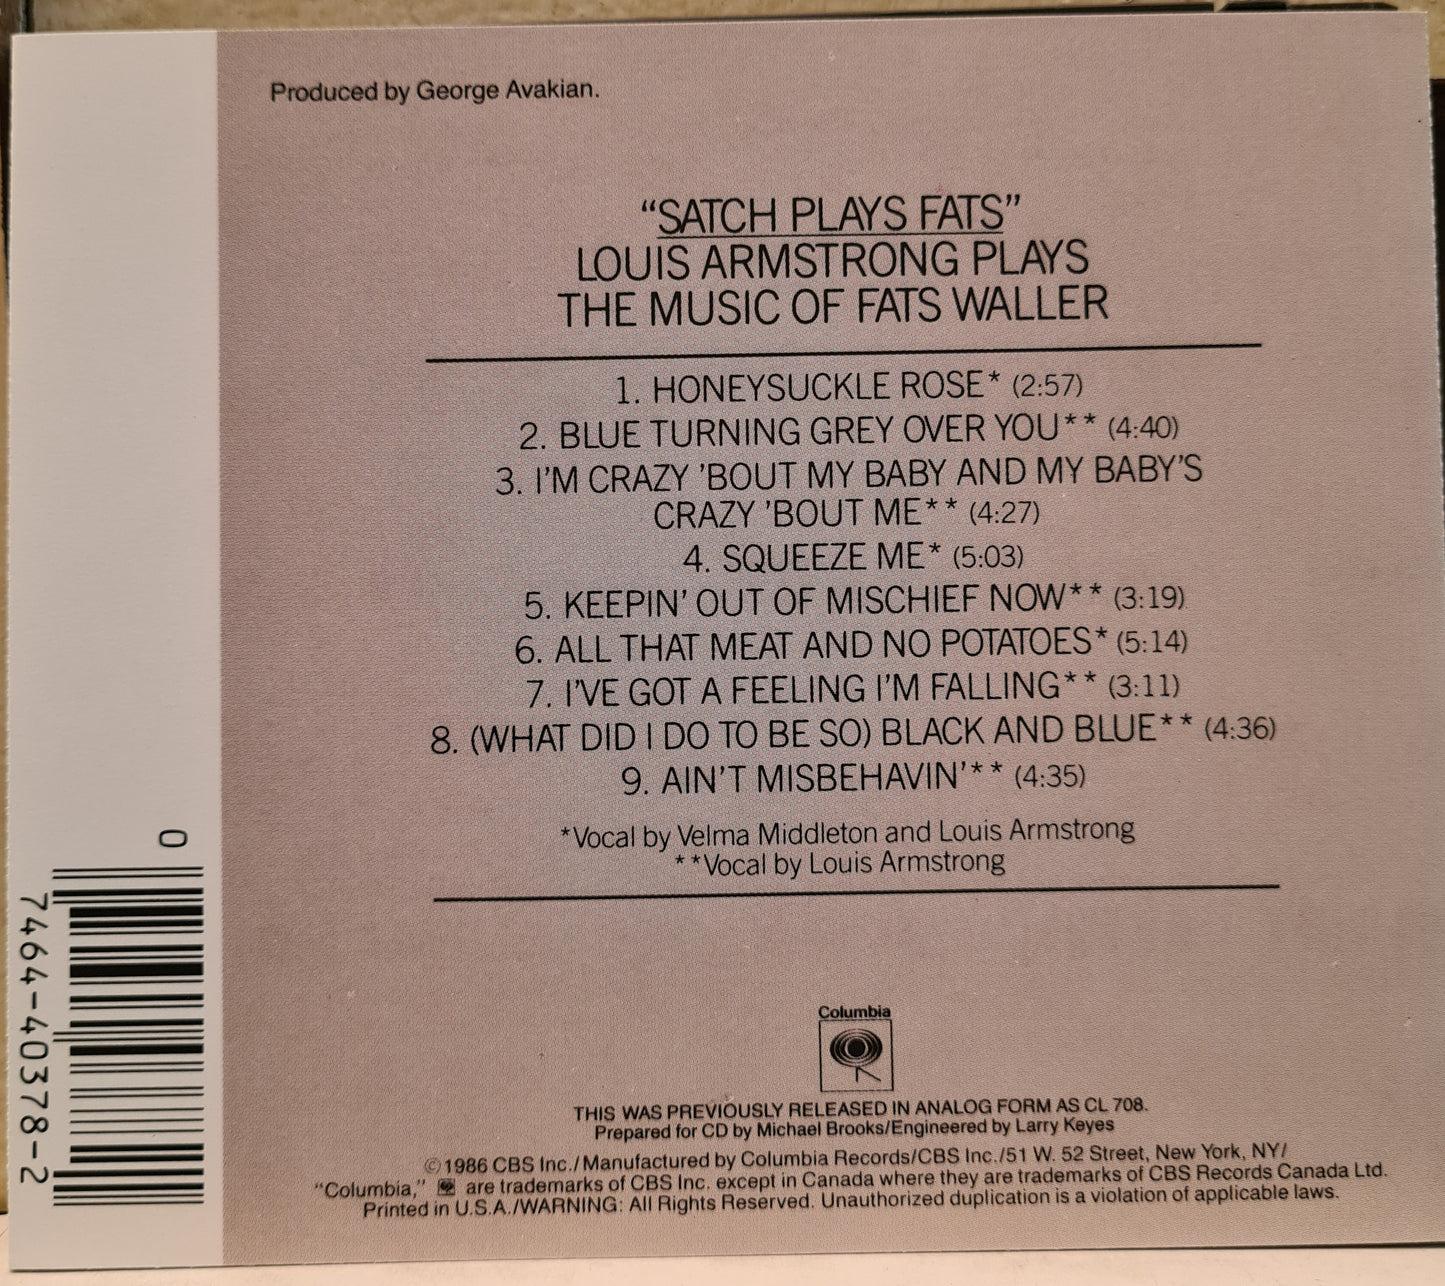 Produced by George Avakian.
“SATCH PLAYS FATS”
LOUIS ARMSTRONG PLAYS
THE MUSIC OF FATS WALLER
1. HONEYSUCKLE ROSE* (2:57)
2. BLUE TURNING GREY OVER YOU** (4:40)
3. I’M CRAZY ’BOUT MY BABY AND MY BABY’S
CRAZY ’BOUT ME** (4:27)
4. SQUEEZE ME* (5:03)
5. KEEPIN’ OUT OF MISCHIEF NOW** (3:19)
6. ALL THAT MEAT AND NO POTATOES* (5:14)
7. I’VE GOT A FEELING I’M FALLING** (3:11)
8. (WHAT DID I DO TO BE SO) BLACK AND BLUE** (4:36)
9. AIN’T MISBEHAVIN’** (4:35)
*Vocal by Velma Middleton and Louis Armstrong
**Vocal by Louis Armstrong
Columbia
THIS WAS PREVIOUSLY RELEASED IN ANALOG FORM AS CL 708.
Prepared for CD by Michael Brooks/Engineered by Larry Keyes
©1986 CBS Inc./Manufactured by Columbia Records/CBS Inc./51 W. 52 Street, New York, NY/
“Columbia,” are trademarks of CBS Inc. except in Canada where they are trademarks of CBS Records Canada Ltd.
Printed in U.S.A./WARNING: All Rights Reserved. Unauthorized duplication is a violation of applicable laws.
0
7464-40378-2